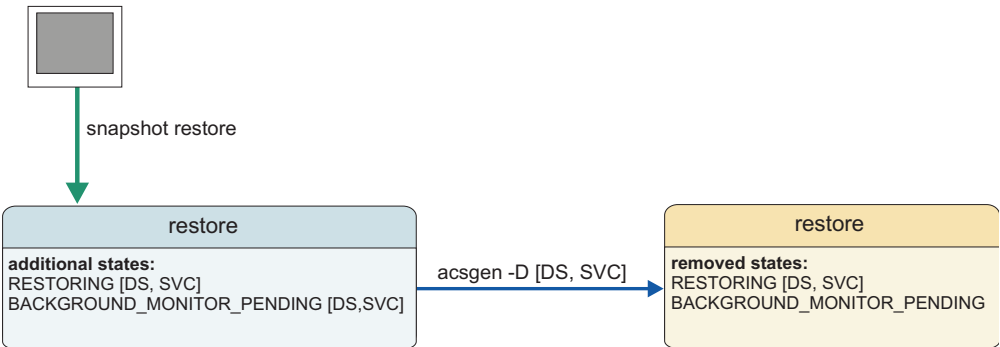 snapshot restore
restore
additional states:
RESTORING [DS, SVC]
BACKGROUND_MONITOR_PENDING [DS,SVC]
acsgen -D [DS, SVC]
restore
removed states:
RESTORING [DS, SVC]
BACKGROUND_MONITOR_PENDING